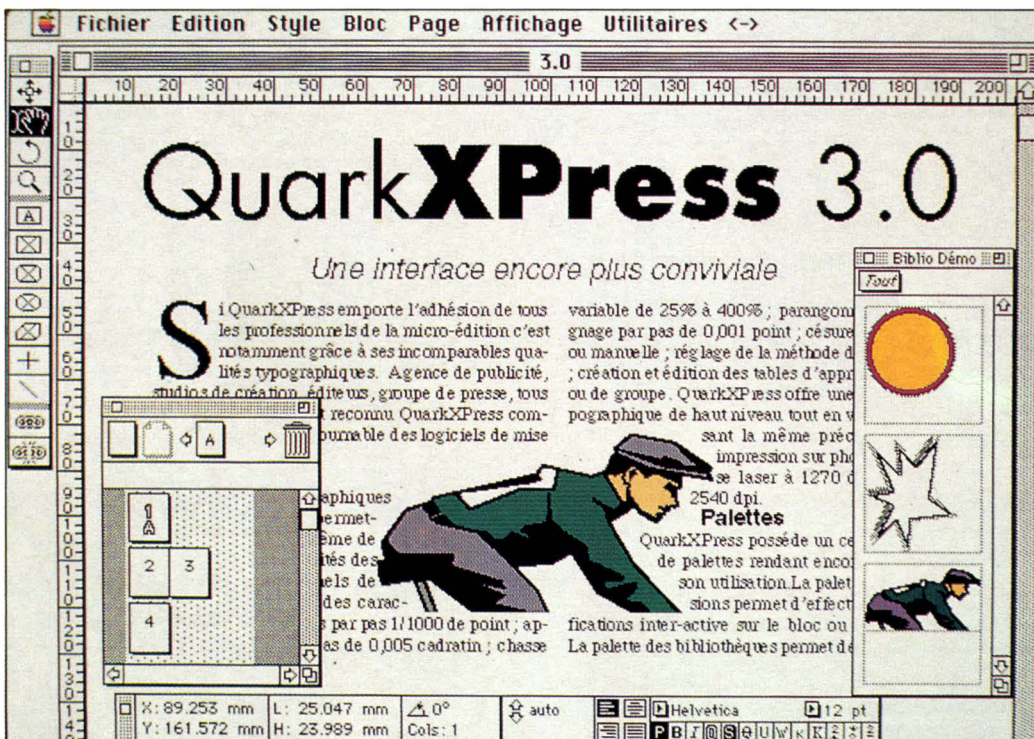 Fichier Edition Style Bloc Page Affichage Utilitaires <->
3.0
10 20 30 40 50 60 70 80 90 100 110 120 130 140 150 160 170 180 190 200
QuarkXPress 3.0
Une interface encore plus conviviale
Si QuarkXPress emporte l'adhésion de tous
les professionnels de la micro-édition c'est
notamment grâce à ses incomparables qua-
lités typographiques. Agence de publicité,
studios de création, éditeurs, groupe de presse, tous
t reconnu QuarkXPress com-
ournable des logiciels de mise
aphiques
permet-
ème de
ités des
iels de
des carac-
s par pas 1/1000 de point ; ap-
as de 0,005 cadratin ; chasse
variable de 25% à 400% ; parangonn
gnage par pas de 0,001 point ; césure
ou manuelle ; réglage de la méthode d
; création et édition des tables d'appr
ou de groupe. QuarkXPress offre une
pographique de haut niveau tout en v
sant la même préc
impression sur pho
se laser à 1270 d
2540 dpi.
Palettes
QuarkXPress posséde un ce
de palettes rendant enco
son utilisation.La palet
sions permet d'effect
fications inter-active sur le bloc ou
La palette des bibliothèques permet de
Biblio Démo
Tout
A
A
1
A
2 3
4
X: 89.253 mm L: 25.047 mm 0° auto Helvetica 12 pt
Y: 161.572 mm H: 23.989 mm Cols: 1 P B I O S U W K K